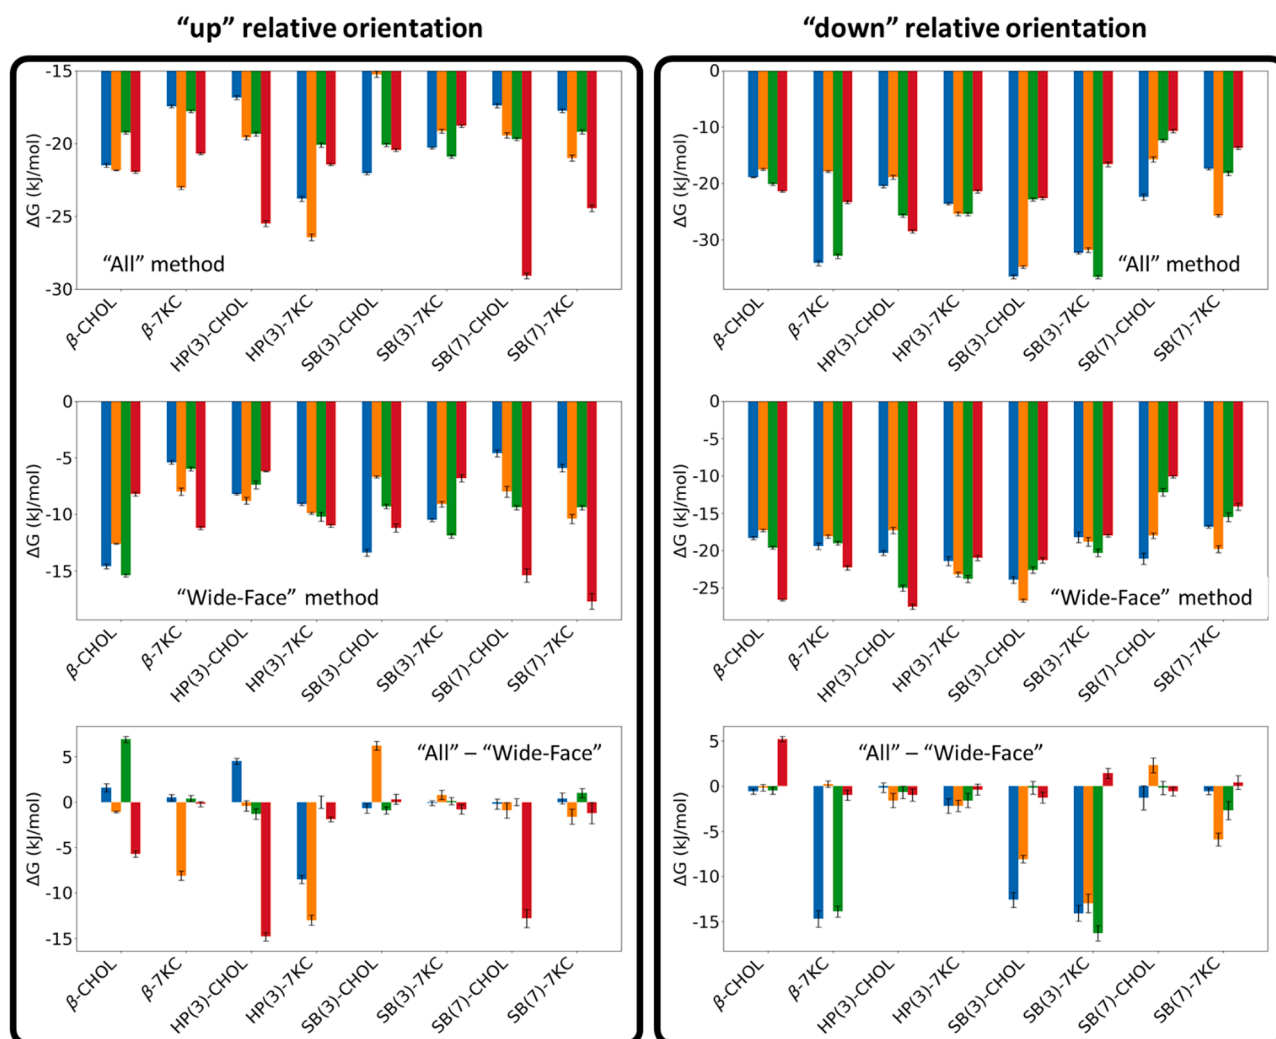 “up” relative orientation
“down” relative orientation
-15
-20
-25
-30
ΔG (kJ/mol)
“All” method
β-CHOL
β-7KC
HP(3)-CHOL
HP(3)-7KC
SB(3)-CHOL
SB(3)-7KC
SB(7)-CHOL
SB(7)-7KC
0
-10
-20
-30
ΔG (kJ/mol)
“All” method
β-CHOL
β-7KC
HP(3)-CHOL
HP(3)-7KC
SB(3)-CHOL
SB(3)-7KC
SB(7)-CHOL
SB(7)-7KC
0
-5
-10
-15
ΔG (kJ/mol)
“Wide-Face” method
β-CHOL
β-7KC
HP(3)-CHOL
HP(3)-7KC
SB(3)-CHOL
SB(3)-7KC
SB(7)-CHOL
SB(7)-7KC
0
-5
-10
-15
-20
-25
ΔG (kJ/mol)
“Wide-Face” method
β-CHOL
β-7KC
HP(3)-CHOL
HP(3)-7KC
SB(3)-CHOL
SB(3)-7KC
SB(7)-CHOL
SB(7)-7KC
5
0
-5
-10
-15
ΔG (kJ/mol)
“All” – “Wide-Face”
β-CHOL
β-7KC
HP(3)-CHOL
HP(3)-7KC
SB(3)-CHOL
SB(3)-7KC
SB(7)-CHOL
SB(7)-7KC
5
0
-5
-10
-15
ΔG (kJ/mol)
“All” – “Wide-Face”
β-CHOL
β-7KC
HP(3)-CHOL
HP(3)-7KC
SB(3)-CHOL
SB(3)-7KC
SB(7)-CHOL
SB(7)-7KC